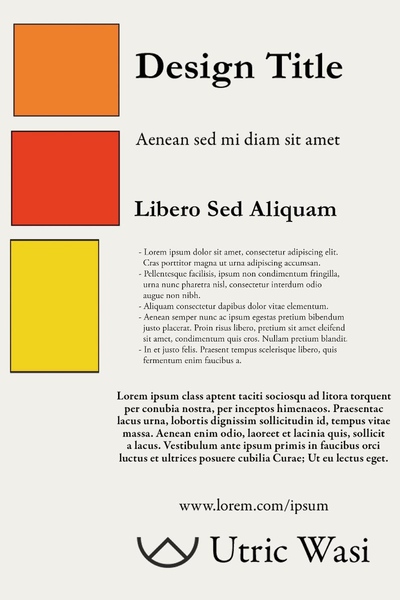 Design Title
Aenean sed mi diam sit amet
Libero Sed Aliquam
- Lorem ipsum dolor sit amet, consectetur adipiscing elit.
Cras porttitor magna ut urna adipiscing accumsan.
- Pellentesque facilisis, ipsum non condimentum fringilla,
urna nunc pharetra nisl, consectetur interdum odio
augue non nibh.
- Aliquam consectetur dapibus dolor vitae elementum.
- Aenean semper nunc ac ipsum egestas pretium bibendum
justo placerat. Proin risus libero, pretium sit amet eleifend
sit amet, condimentum quis eros. Nullam pretium blandit.
- In et justo felis. Praesent tempus scelerisque libero, quis
fermentum enim faucibus a.
Lorem ipsum class aptent taciti sociosqu ad litora torquent
per conubia nostra, per inceptos himenaeos. Praesentac
lacus urna, lobortis dignissim sollicitudin id, tempus vitae
massa. Aenean enim odio, laoreet et lacinia quis, sollicit
a lacus. Vestibulum ante ipsum primis in faucibus orci
luctus et ultrices posuere cubilia Curae; Ut eu lectus eget.
www.lorem.com/ipsum
Utric Wasi